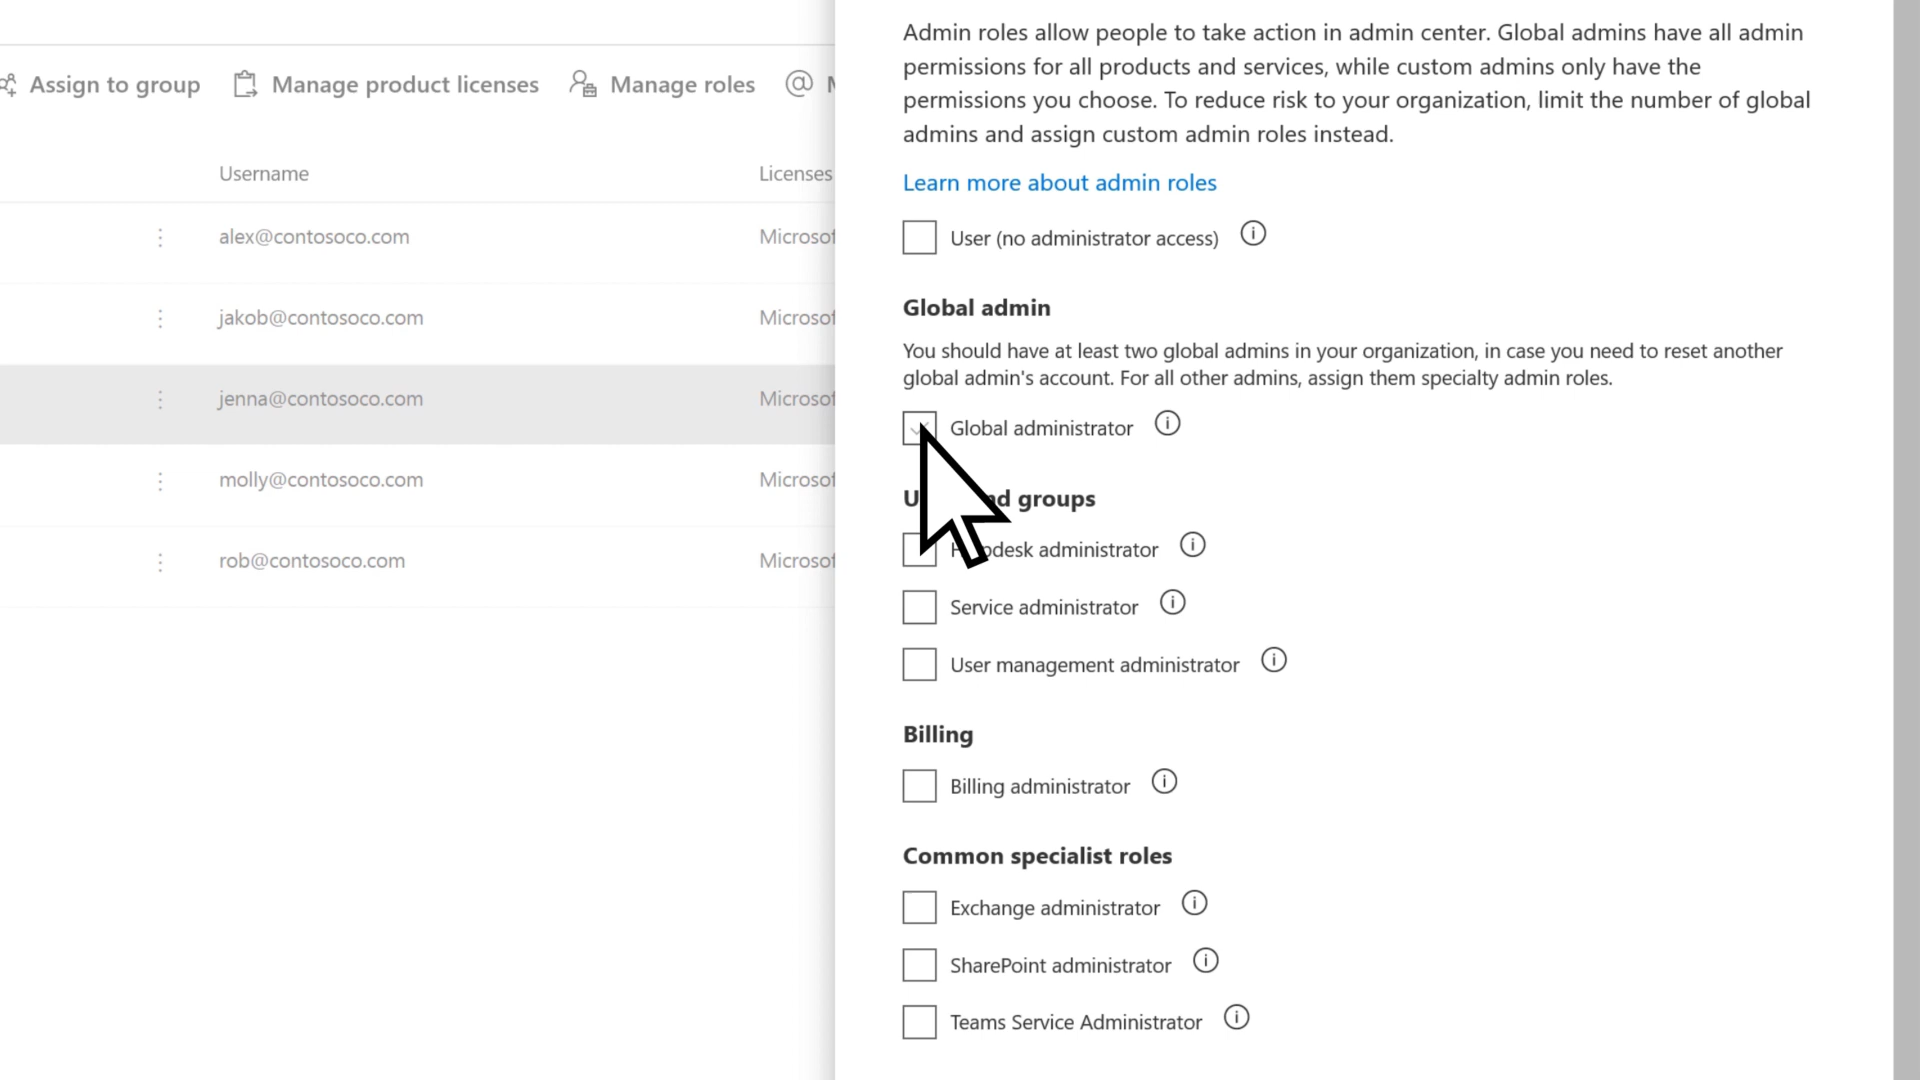 Assign to group
Manage product licenses
Manage roles
Username
Licenses
alex@contosoco.com
jakob@contosoco.com
jenna@contosoco.com
molly@contosoco.com
rob@contosoco.com
Admin roles allow people to take action in admin center. Global admins have all admin
permissions for all products and services, while custom admins only have the
permissions you choose. To reduce risk to your organization, limit the number of global
admins and assign custom admin roles instead.
Learn more about admin roles
User (no administrator access)
Global admin
You should have at least two global admins in your organization, in case you need to reset another
global admin's account. For all other admins, assign them specialty admin roles.
Global administrator
groups
administrator
Service administrator
User management administrator
Billing
Billing administrator
Common specialist roles
Exchange administrator
SharePoint administrator
Teams Service Administrator